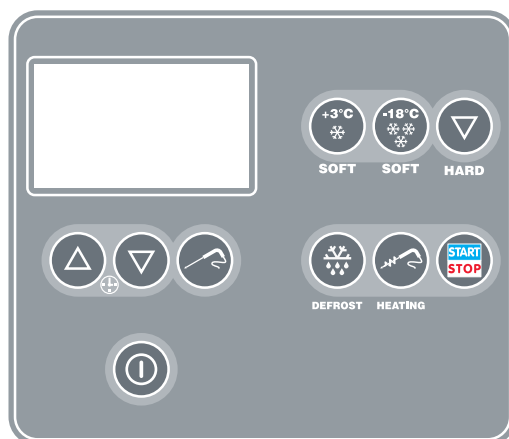 +3°C -18°C
SOFT SOFT HARD
START
STOP
DEFROST HEATING